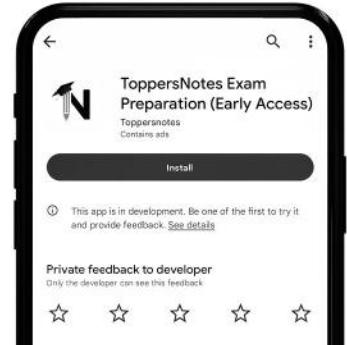 ToppersNotes Exam
Preparation (Early Access)
Toppersnotes
Contains ads
Install
This app is in development. Be one of the first to try it
and provide feedback. See details
Private feedback to developer
Only the developer can see this feedback